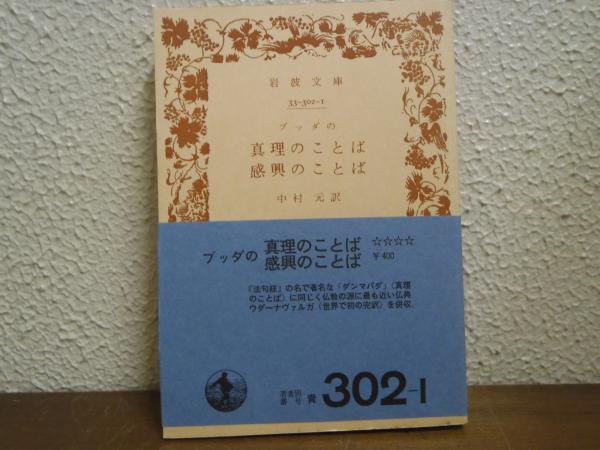 岩波文庫
33-302-1
ブッダの
真理のことば
感興のことば
中村 元訳
ブッダの 真理のことば
感興のことば
☆☆☆☆
￥400
『法句経』の名で著名な「ダンマパダ」(真理
のことば)に同じく仏教の源に最も近い仏典
ウダーナヴァルガ(世界で初の完訳)を併収.
著者別
番号 青 302-1